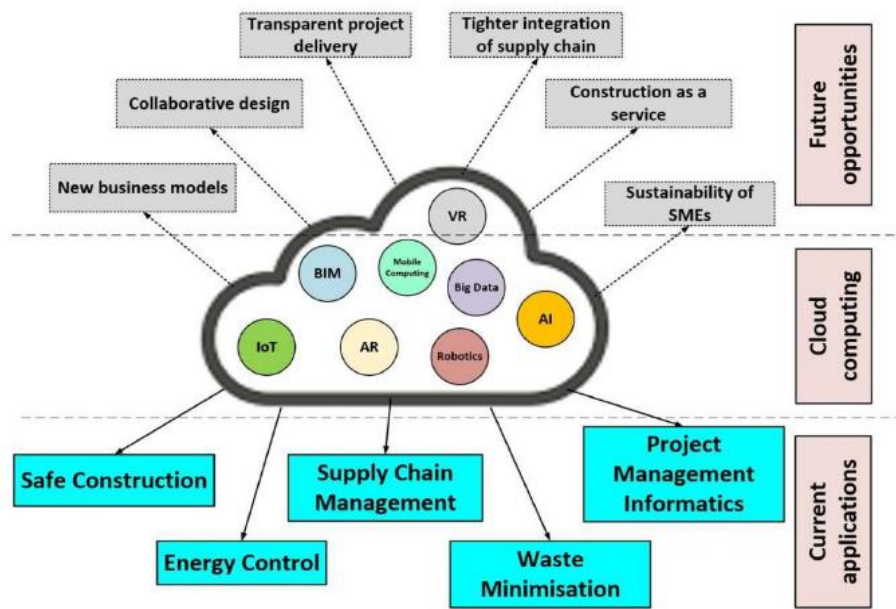 Transparent project
delivery
Tighter integration
of supply chain
Collaborative design
Construction as a
service
New business models
Sustainability of
SMEs
Future
opportunities
VR
BIM
Mobile
Computing
Big Data
AI
IoT
AR
Robotics
Cloud
computing
Safe Construction
Supply Chain
Management
Project
Management
Informatics
Energy Control
Waste
Minimisation
Current
applications